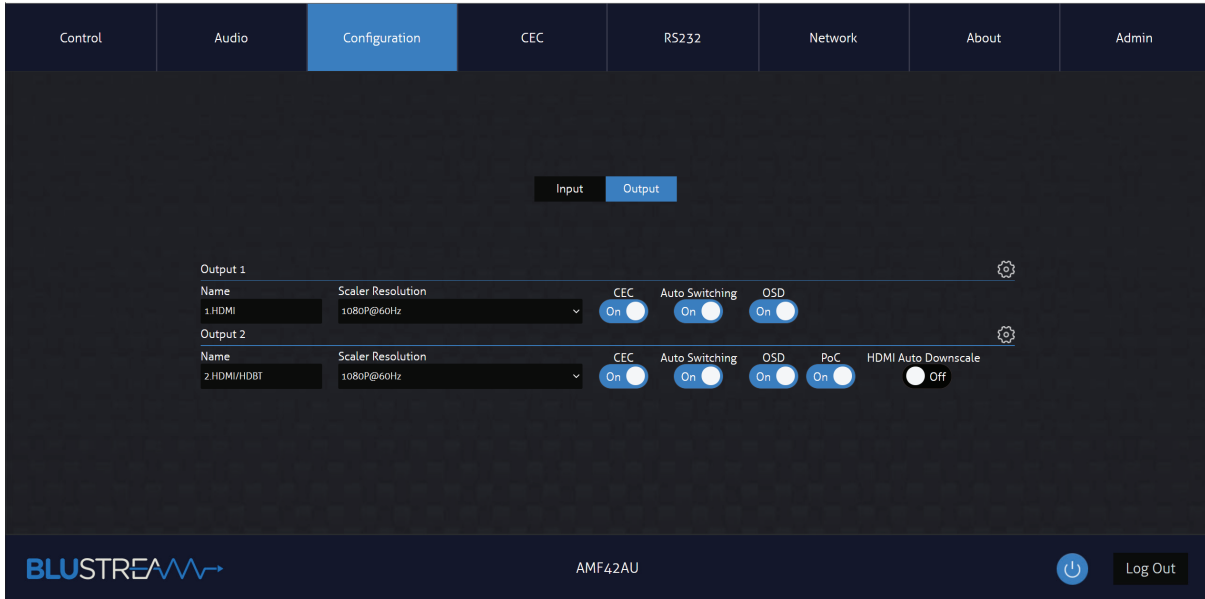 Control Audio Configuration CEC RS232 Network About Admin
Input Output
Output 1
Name Scaler Resolution CEC Auto Switching OSD
1.HDMI 1080P@60Hz On On On
Output 2
Name Scaler Resolution CEC Auto Switching OSD PoC HDMI Auto Downscale
2.HDMI/HDBT 1080P@60Hz On On On On Off
BLUSTREAM AMF42AU Log Out